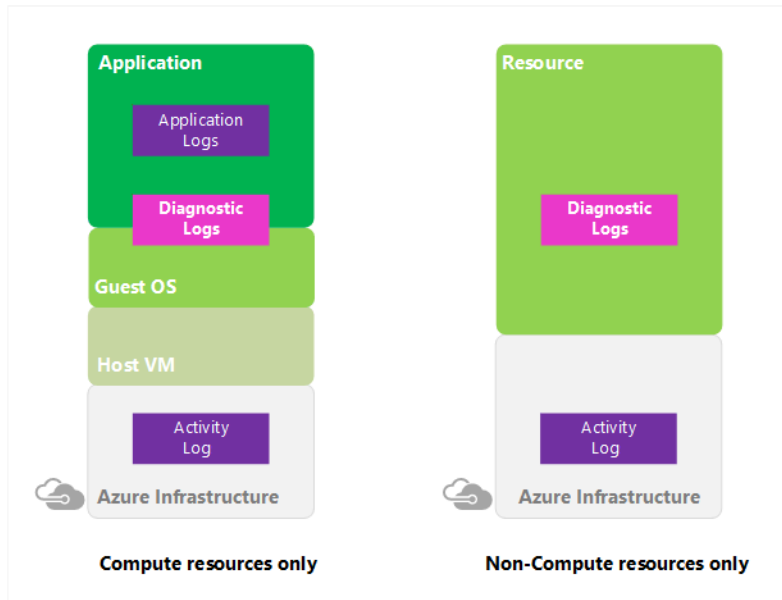 Application
Application
Logs
Diagnostic
Logs
Guest OS
Host VM
Activity
Log
Azure Infrastructure
Compute resources only
Resource
Diagnostic
Logs
Activity
Log
Azure Infrastructure
Non-Compute resources only